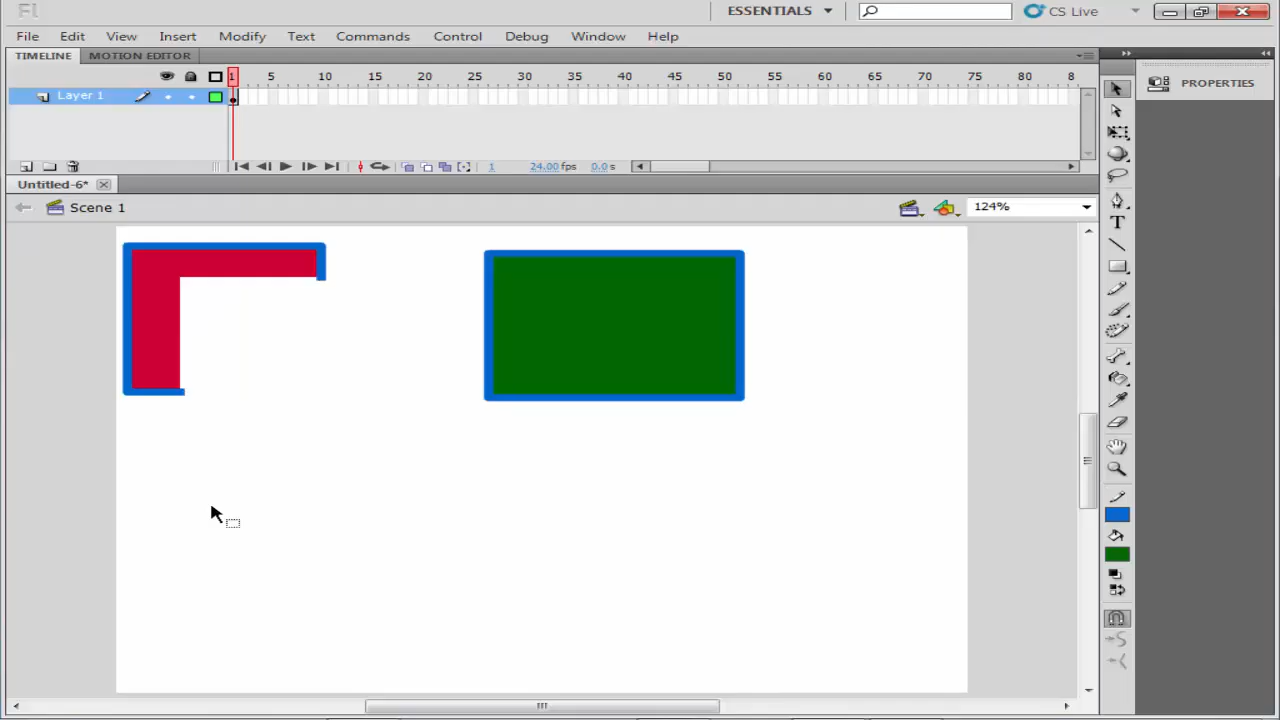 Fl ESSENTIALS CS Live
File Edit View Insert Modify Text Commands Control Debug Window Help
TIMELINE MOTION EDITOR
1 5 10 15 20 25 30 35 40 45 50 55 60 65 70 75 80 8
Layer 1
1 24.00 fps 0.0 s
Untitled-6*
Scene 1 124%
PROPERTIES
T